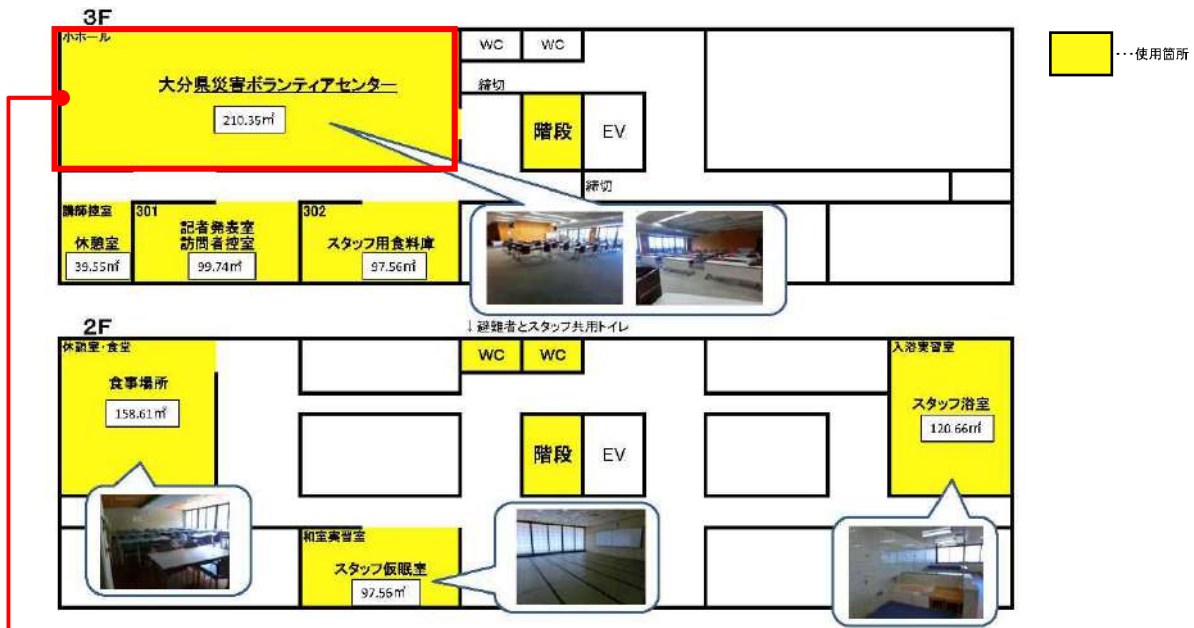 3F
小ホール
大分県災害ボランティアセンター
210.35㎡
WC
WC
締切
階段
EV
締切
･･･使用箇所
講師控室
休憩室
39.55㎡
301
記者発表室
訪問者控室
99.74㎡
302
スタッフ用食料庫
97.56㎡
2F
↓避難者とスタッフ共用トイレ
休憩室・食堂
食事場所
158.61㎡
WC
WC
階段
EV
入浴実習室
スタッフ浴室
120.66㎡
和室実習室
スタッフ仮眠室
97.56㎡